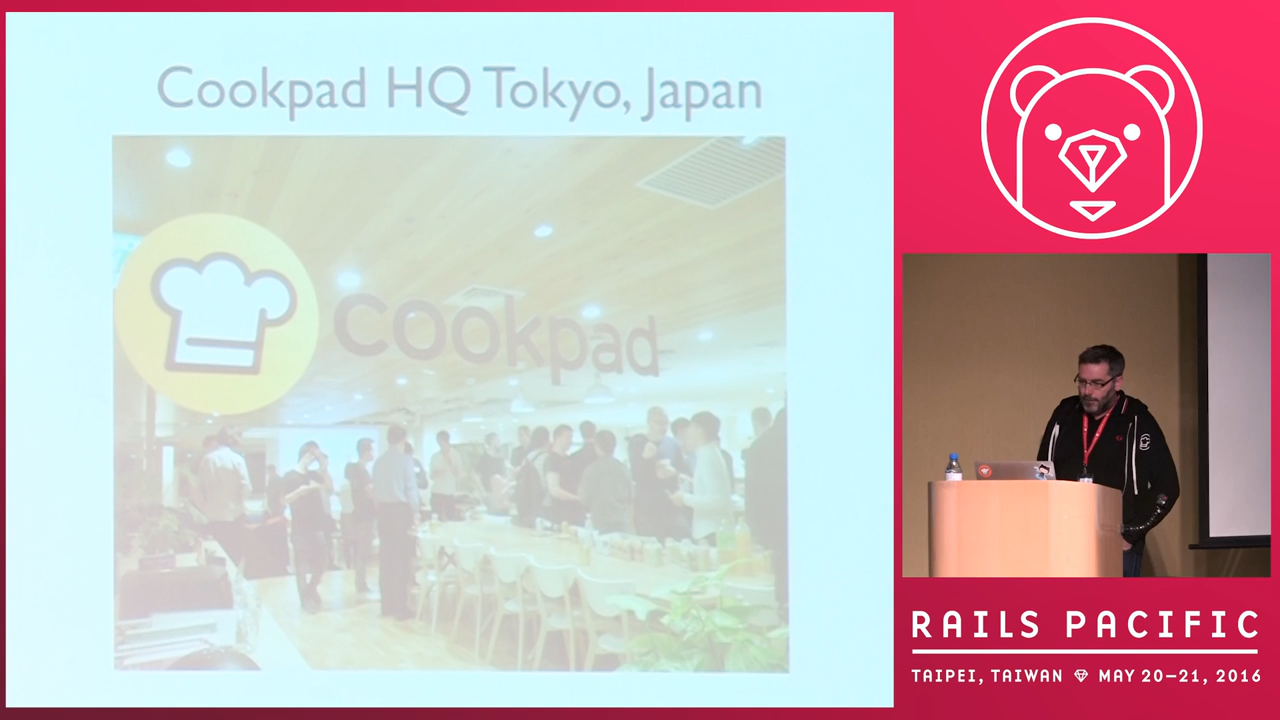 Cookpad HQ Tokyo, Japan
cookpad
RAILS PACIFIC
TAIPEI, TAIWAN MAY 20–21, 2016